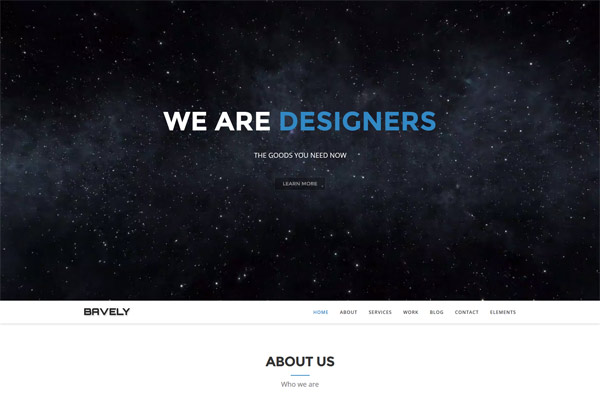 WE ARE DESIGNERS
THE GOODS YOU NEED NOW
LEARN MORE
BAVELY
HOME ABOUT SERVICES WORK BLOG CONTACT ELEMENTS
ABOUT US
Who we are